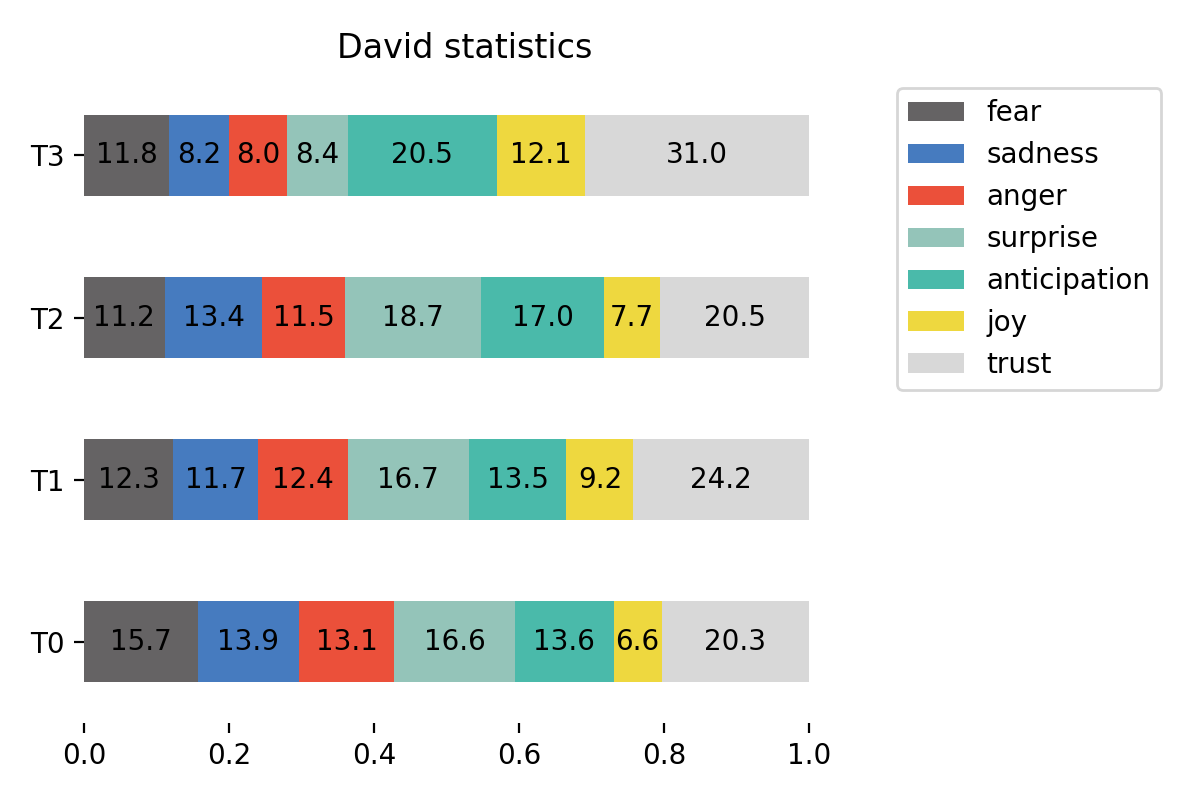 David statistics
T3 11.8 8.2 8.0 8.4 20.5 12.1 31.0
T2 11.2 13.4 11.5 18.7 17.0 7.7 20.5
T1 12.3 11.7 12.4 16.7 13.5 9.2 24.2
T0 15.7 13.9 13.1 16.6 13.6 6.6 20.3
0.0 0.2 0.4 0.6 0.8 1.0
fear
sadness
anger
surprise
anticipation
joy
trust